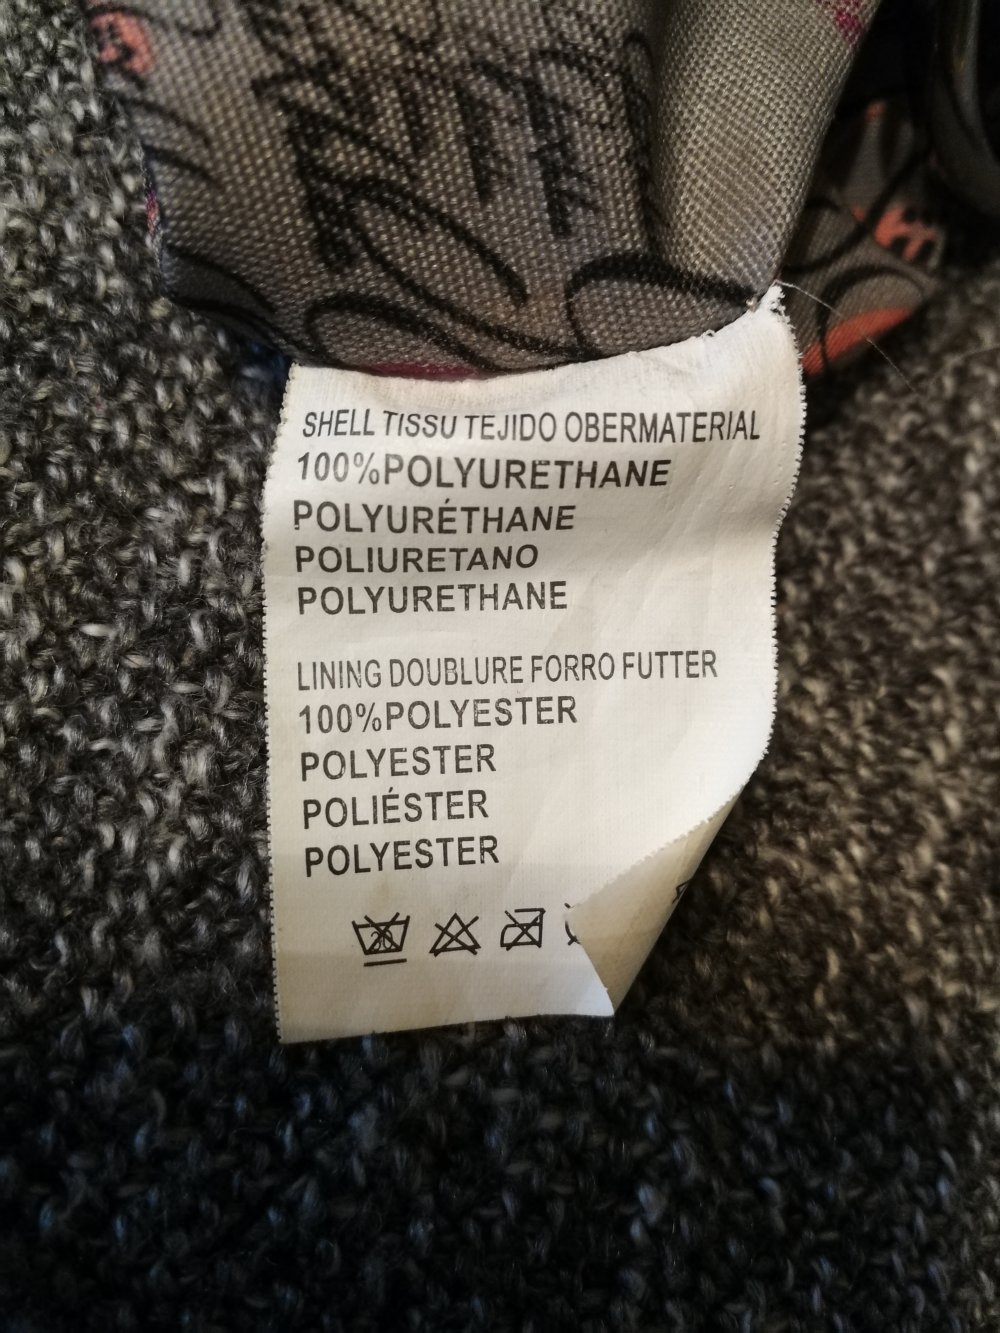 SHELL TISSU TEJIDO OBERMATERIAL
100%POLYURETHANE
POLYURÉTHANE
POLIURETANO
POLYURETHANE
LINING DOUBLURE FORRO FUTTER
100%POLYESTER
POLYESTER
POLIÉSTER
POLYESTER